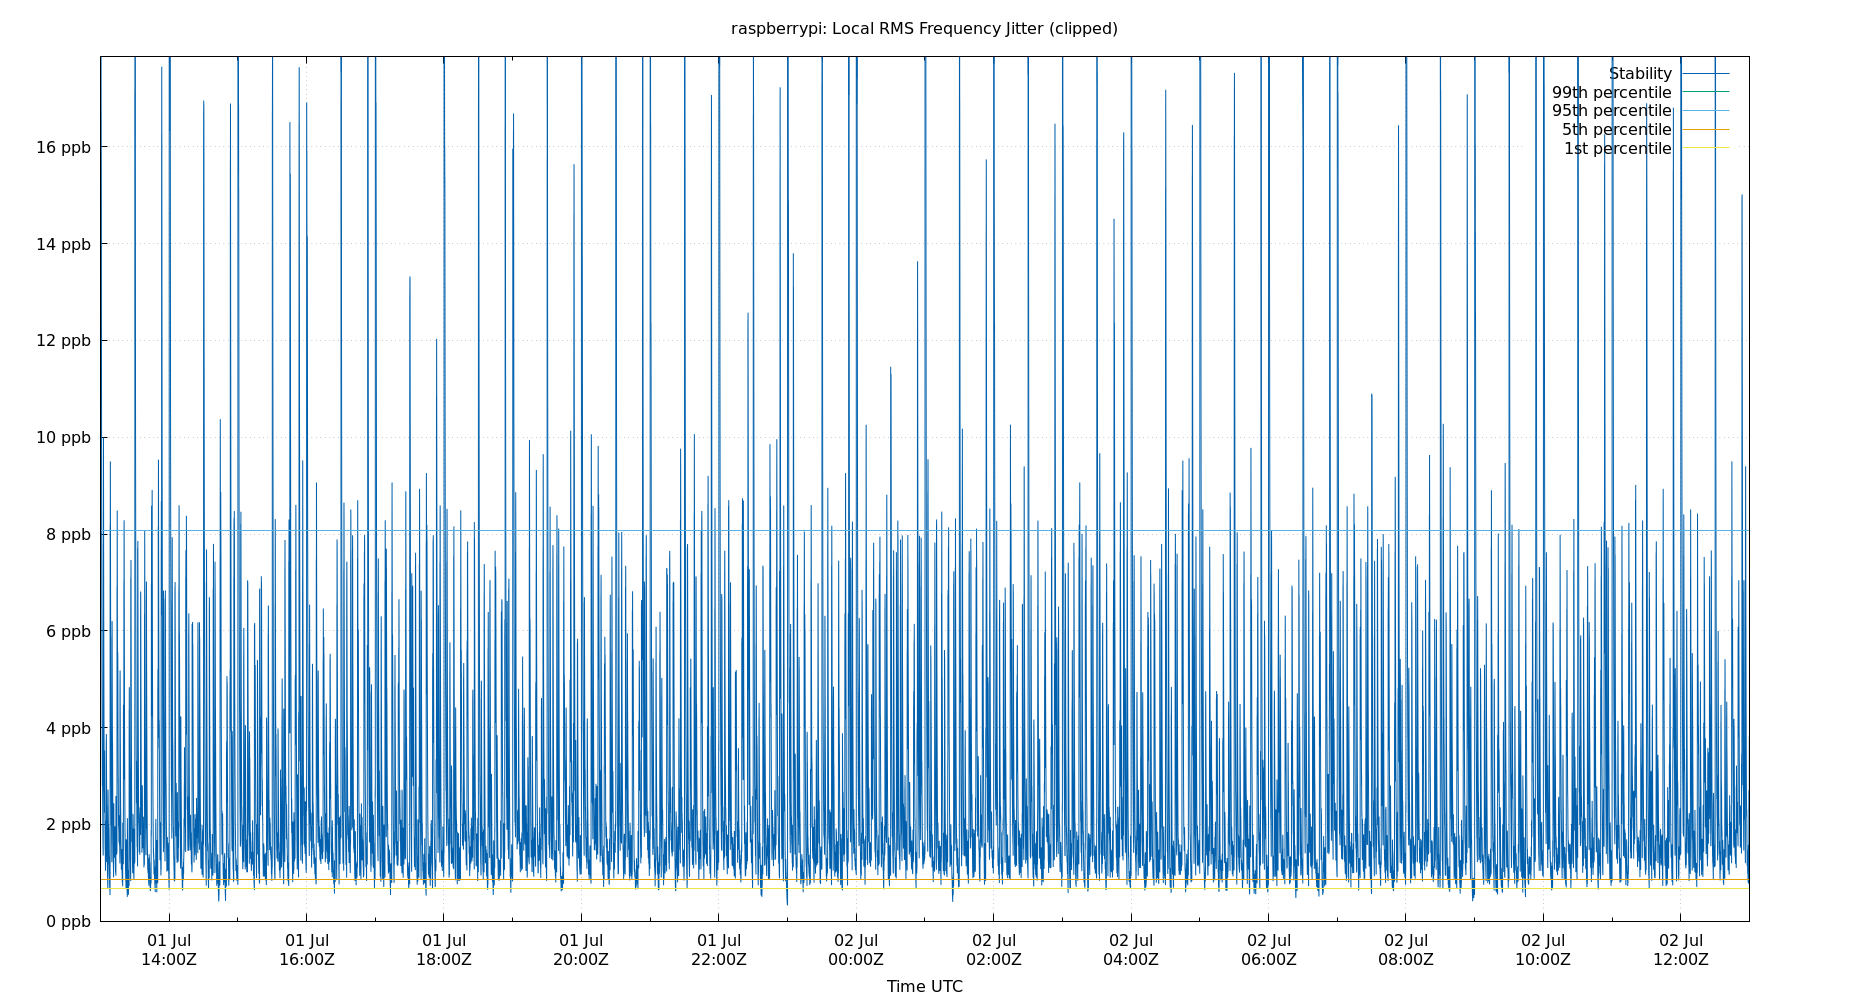 raspberrypi: Local RMS Frequency Jitter (clipped)
Stability
99th percentile
95th percentile
5th percentile
1st percentile
16 ppb
14 ppb
12 ppb
10 ppb
8 ppb
6 ppb
4 ppb
2 ppb
0 ppb
01 Jul 01 Jul 01 Jul 01 Jul 01 Jul 02 Jul 02 Jul 02 Jul 02 Jul 02 Jul 02 Jul 02 Jul
14:00Z 16:00Z 18:00Z 20:00Z 22:00Z 00:00Z 02:00Z 04:00Z 06:00Z 08:00Z 10:00Z 12:00Z
Time UTC